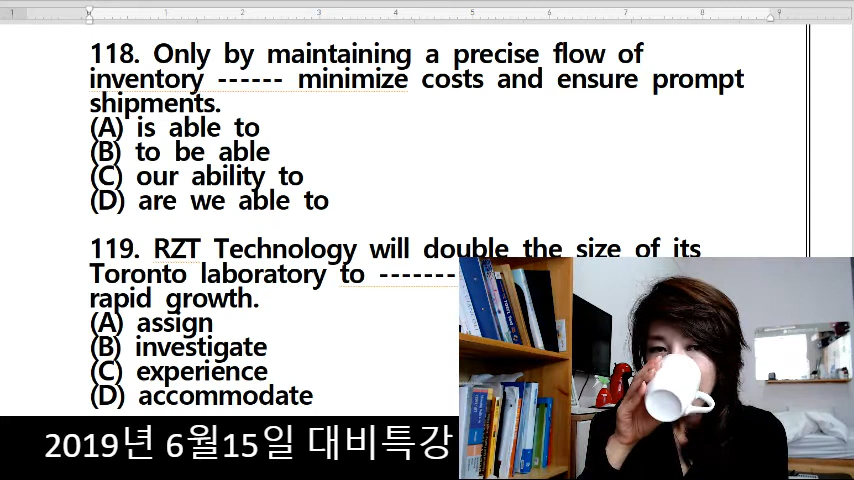 118. Only by maintaining a precise flow of
inventory ------ minimize costs and ensure prompt
shipments.
(A) is able to
(B) to be able
(C) our ability to
(D) are we able to
119. RZT Technology will double the size of its
Toronto laboratory to -------
rapid growth.
(A) assign
(B) investigate
(C) experience
(D) accommodate
2019년 6월15일 대비특강